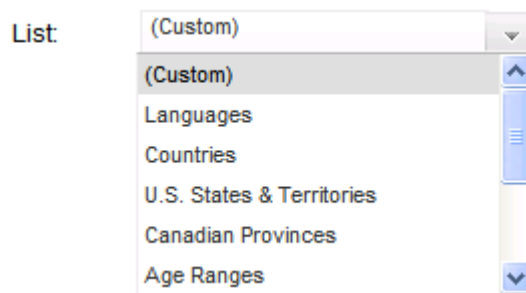 List: (Custom)
(Custom)
Languages
Countries
U.S. States & Territories
Canadian Provinces
Age Ranges